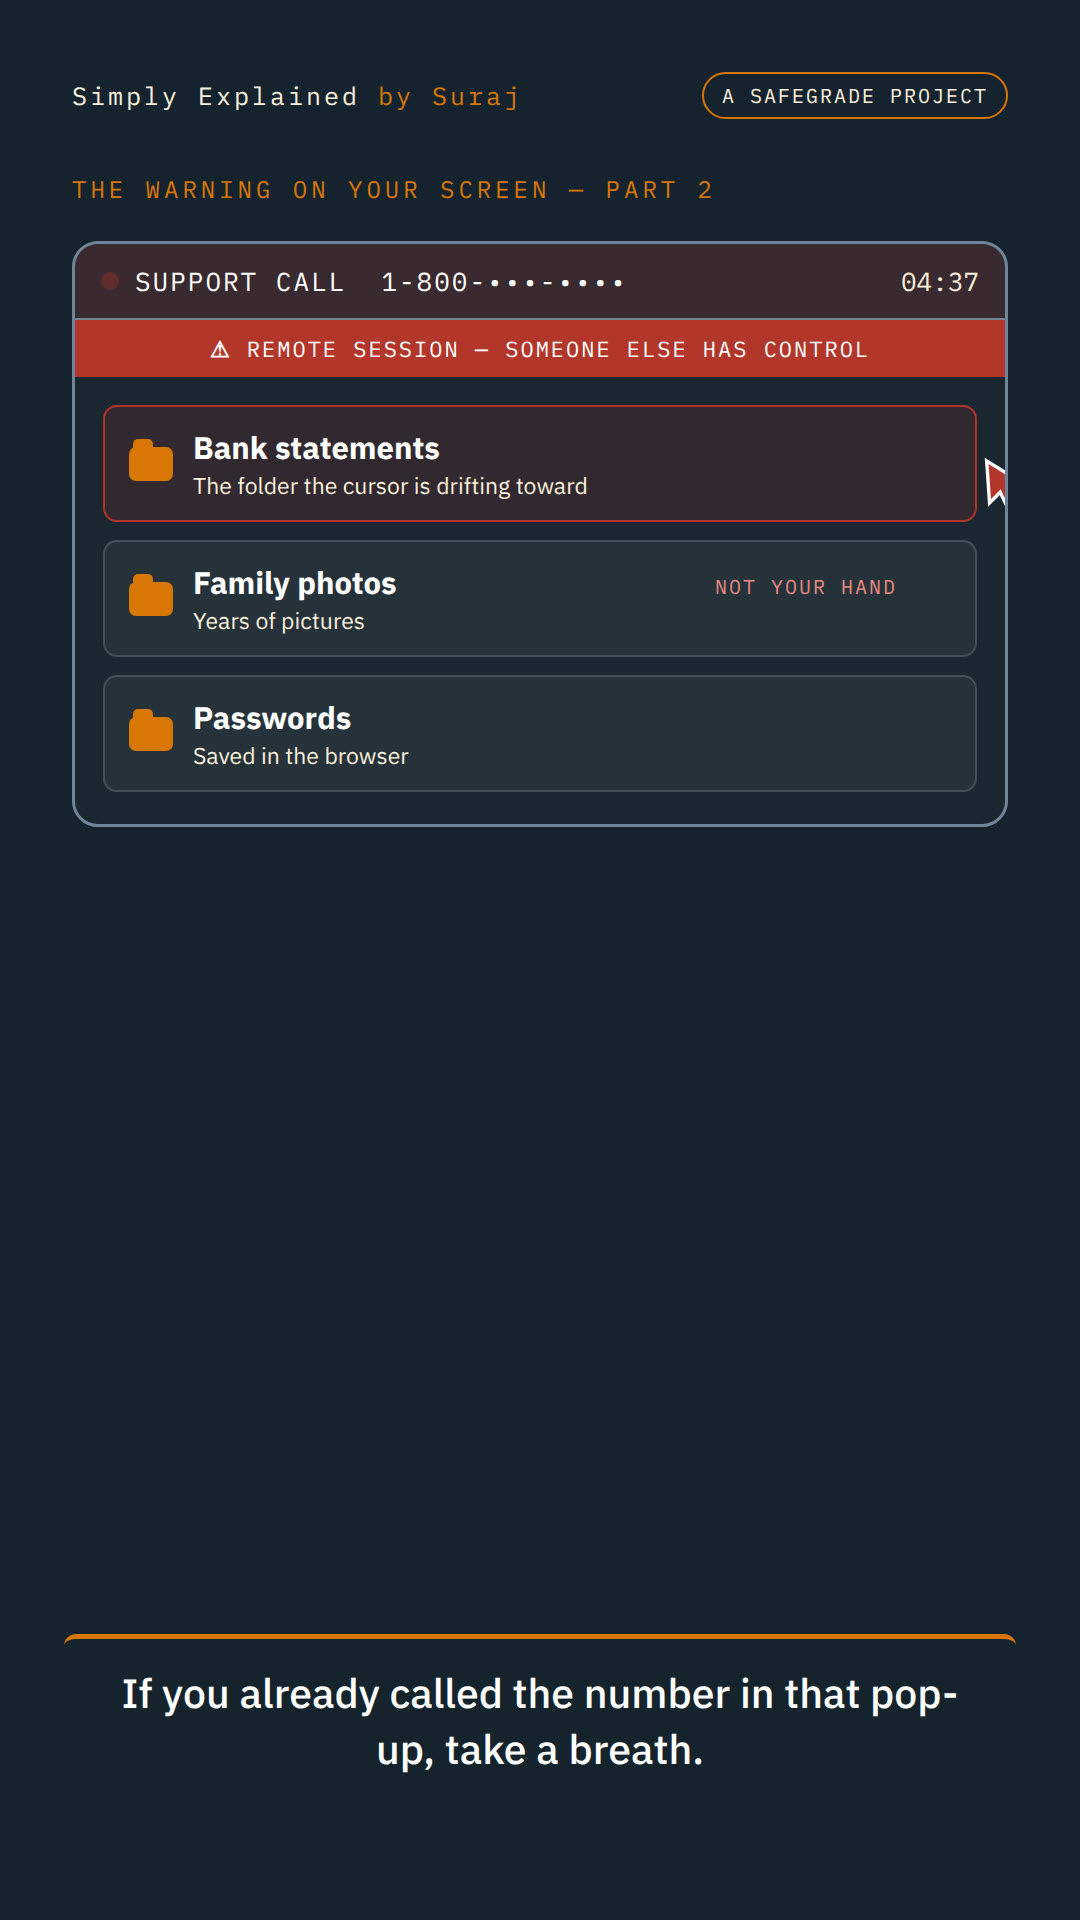 Simply Explained by Suraj
A SAFEGRADE PROJECT
THE WARNING ON YOUR SCREEN — PART 2
SUPPORT CALL 1-800-•••-•••• 04:37
⚠ REMOTE SESSION — SOMEONE ELSE HAS CONTROL
Bank statements
The folder the cursor is drifting toward
Family photos
Years of pictures
NOT YOUR HAND
Passwords
Saved in the browser
If you already called the number in that pop-
up, take a breath.